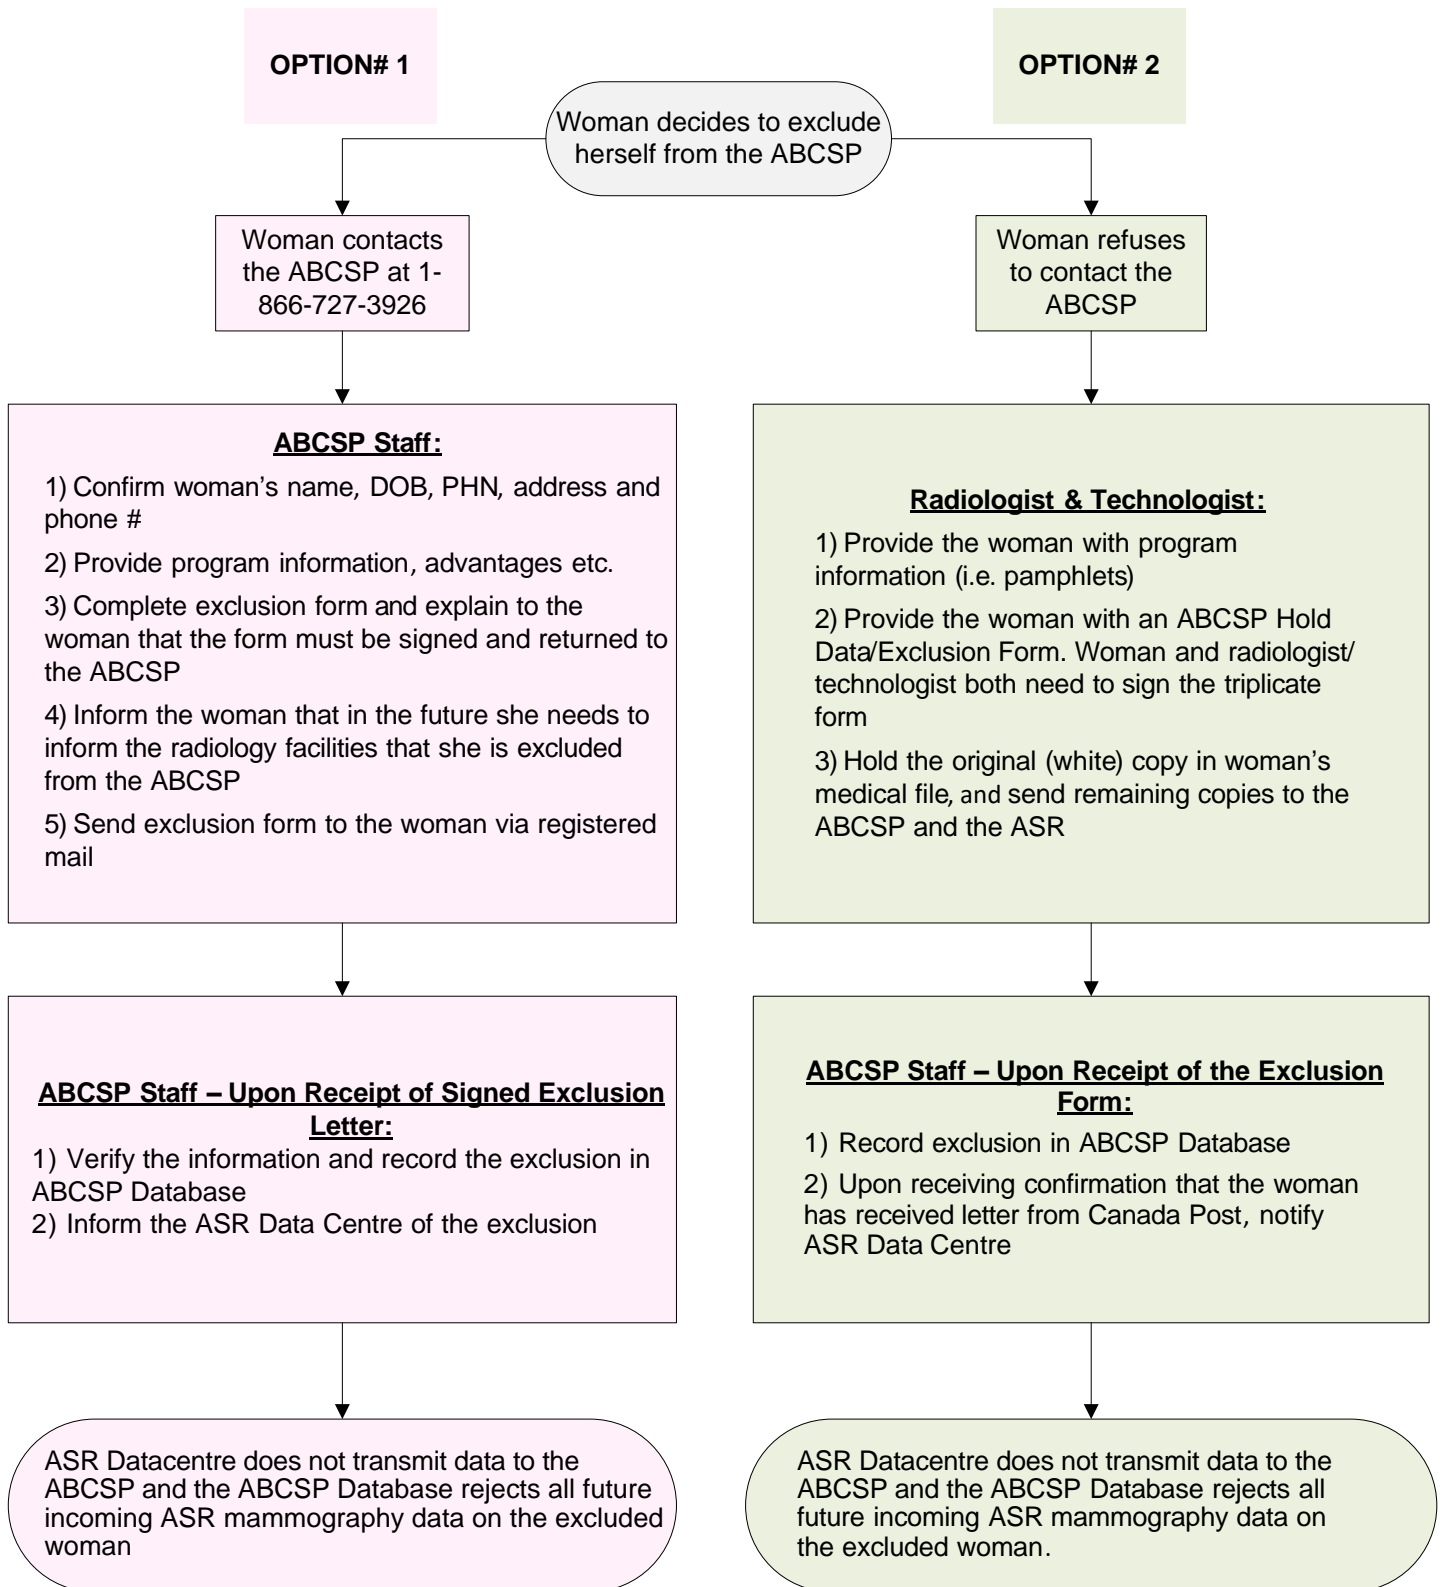 OPTION# 1
OPTION# 2
Woman decides to exclude
herself from the ABCSP
Woman contacts
the ABCSP at 1-
866-727-3926
Woman refuses
to contact the
ABCSP
ABCSP Staff:
1) Confirm woman’s name, DOB, PHN, address and
phone #
2) Provide program information, advantages etc.
3) Complete exclusion form and explain to the
woman that the form must be signed and returned to
the ABCSP
4) Inform the woman that in the future she needs to
inform the radiology facilities that she is excluded
from the ABCSP
5) Send exclusion form to the woman via registered
mail
Radiologist & Technologist:
1) Provide the woman with program
information (i.e. pamphlets)
2) Provide the woman with an ABCSP Hold
Data/Exclusion Form. Woman and radiologist/
technologist both need to sign the triplicate
form
3) Hold the original (white) copy in woman’s
medical file, and send remaining copies to the
ABCSP and the ASR
ABCSP Staff – Upon Receipt of Signed Exclusion
Letter:
1) Verify the information and record the exclusion in
ABCSP Database
2) Inform the ASR Data Centre of the exclusion
ABCSP Staff – Upon Receipt of the Exclusion
Form:
1) Record exclusion in ABCSP Database
2) Upon receiving confirmation that the woman
has received letter from Canada Post, notify
ASR Data Centre
ASR Datacentre does not transmit data to the
ABCSP and the ABCSP Database rejects all future
incoming ASR mammography data on the excluded
woman
ASR Datacentre does not transmit data to the
ABCSP and the ABCSP Database rejects all
future incoming ASR mammography data on
the excluded woman.